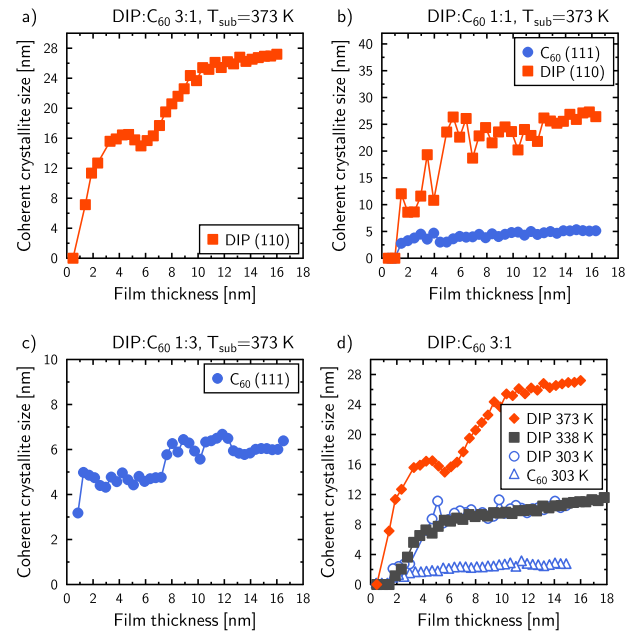 a) DIP:C₆₀ 3:1, T_sub=373 K
Coherent crystallite size [nm]
28
24
20
16
12
8
4
0
DIP (110)
0 2 4 6 8 10 12 14 16 18
Film thickness [nm]
b) DIP:C₆₀ 1:1, T_sub=373 K
Coherent crystallite size [nm]
40
35
30
25
20
15
10
5
0
C₆₀ (111)
DIP (110)
0 2 4 6 8 10 12 14 16 18
Film thickness [nm]
c) DIP:C₆₀ 1:3, T_sub=373 K
Coherent crystallite size [nm]
10
8
6
4
2
0
C₆₀ (111)
0 2 4 6 8 10 12 14 16 18
Film thickness [nm]
d) DIP:C₆₀ 3:1
Coherent crystallite size [nm]
28
24
20
16
12
8
4
0
DIP 373 K
DIP 338 K
DIP 303 K
C₆₀ 303 K
0 2 4 6 8 10 12 14 16 18
Film thickness [nm]